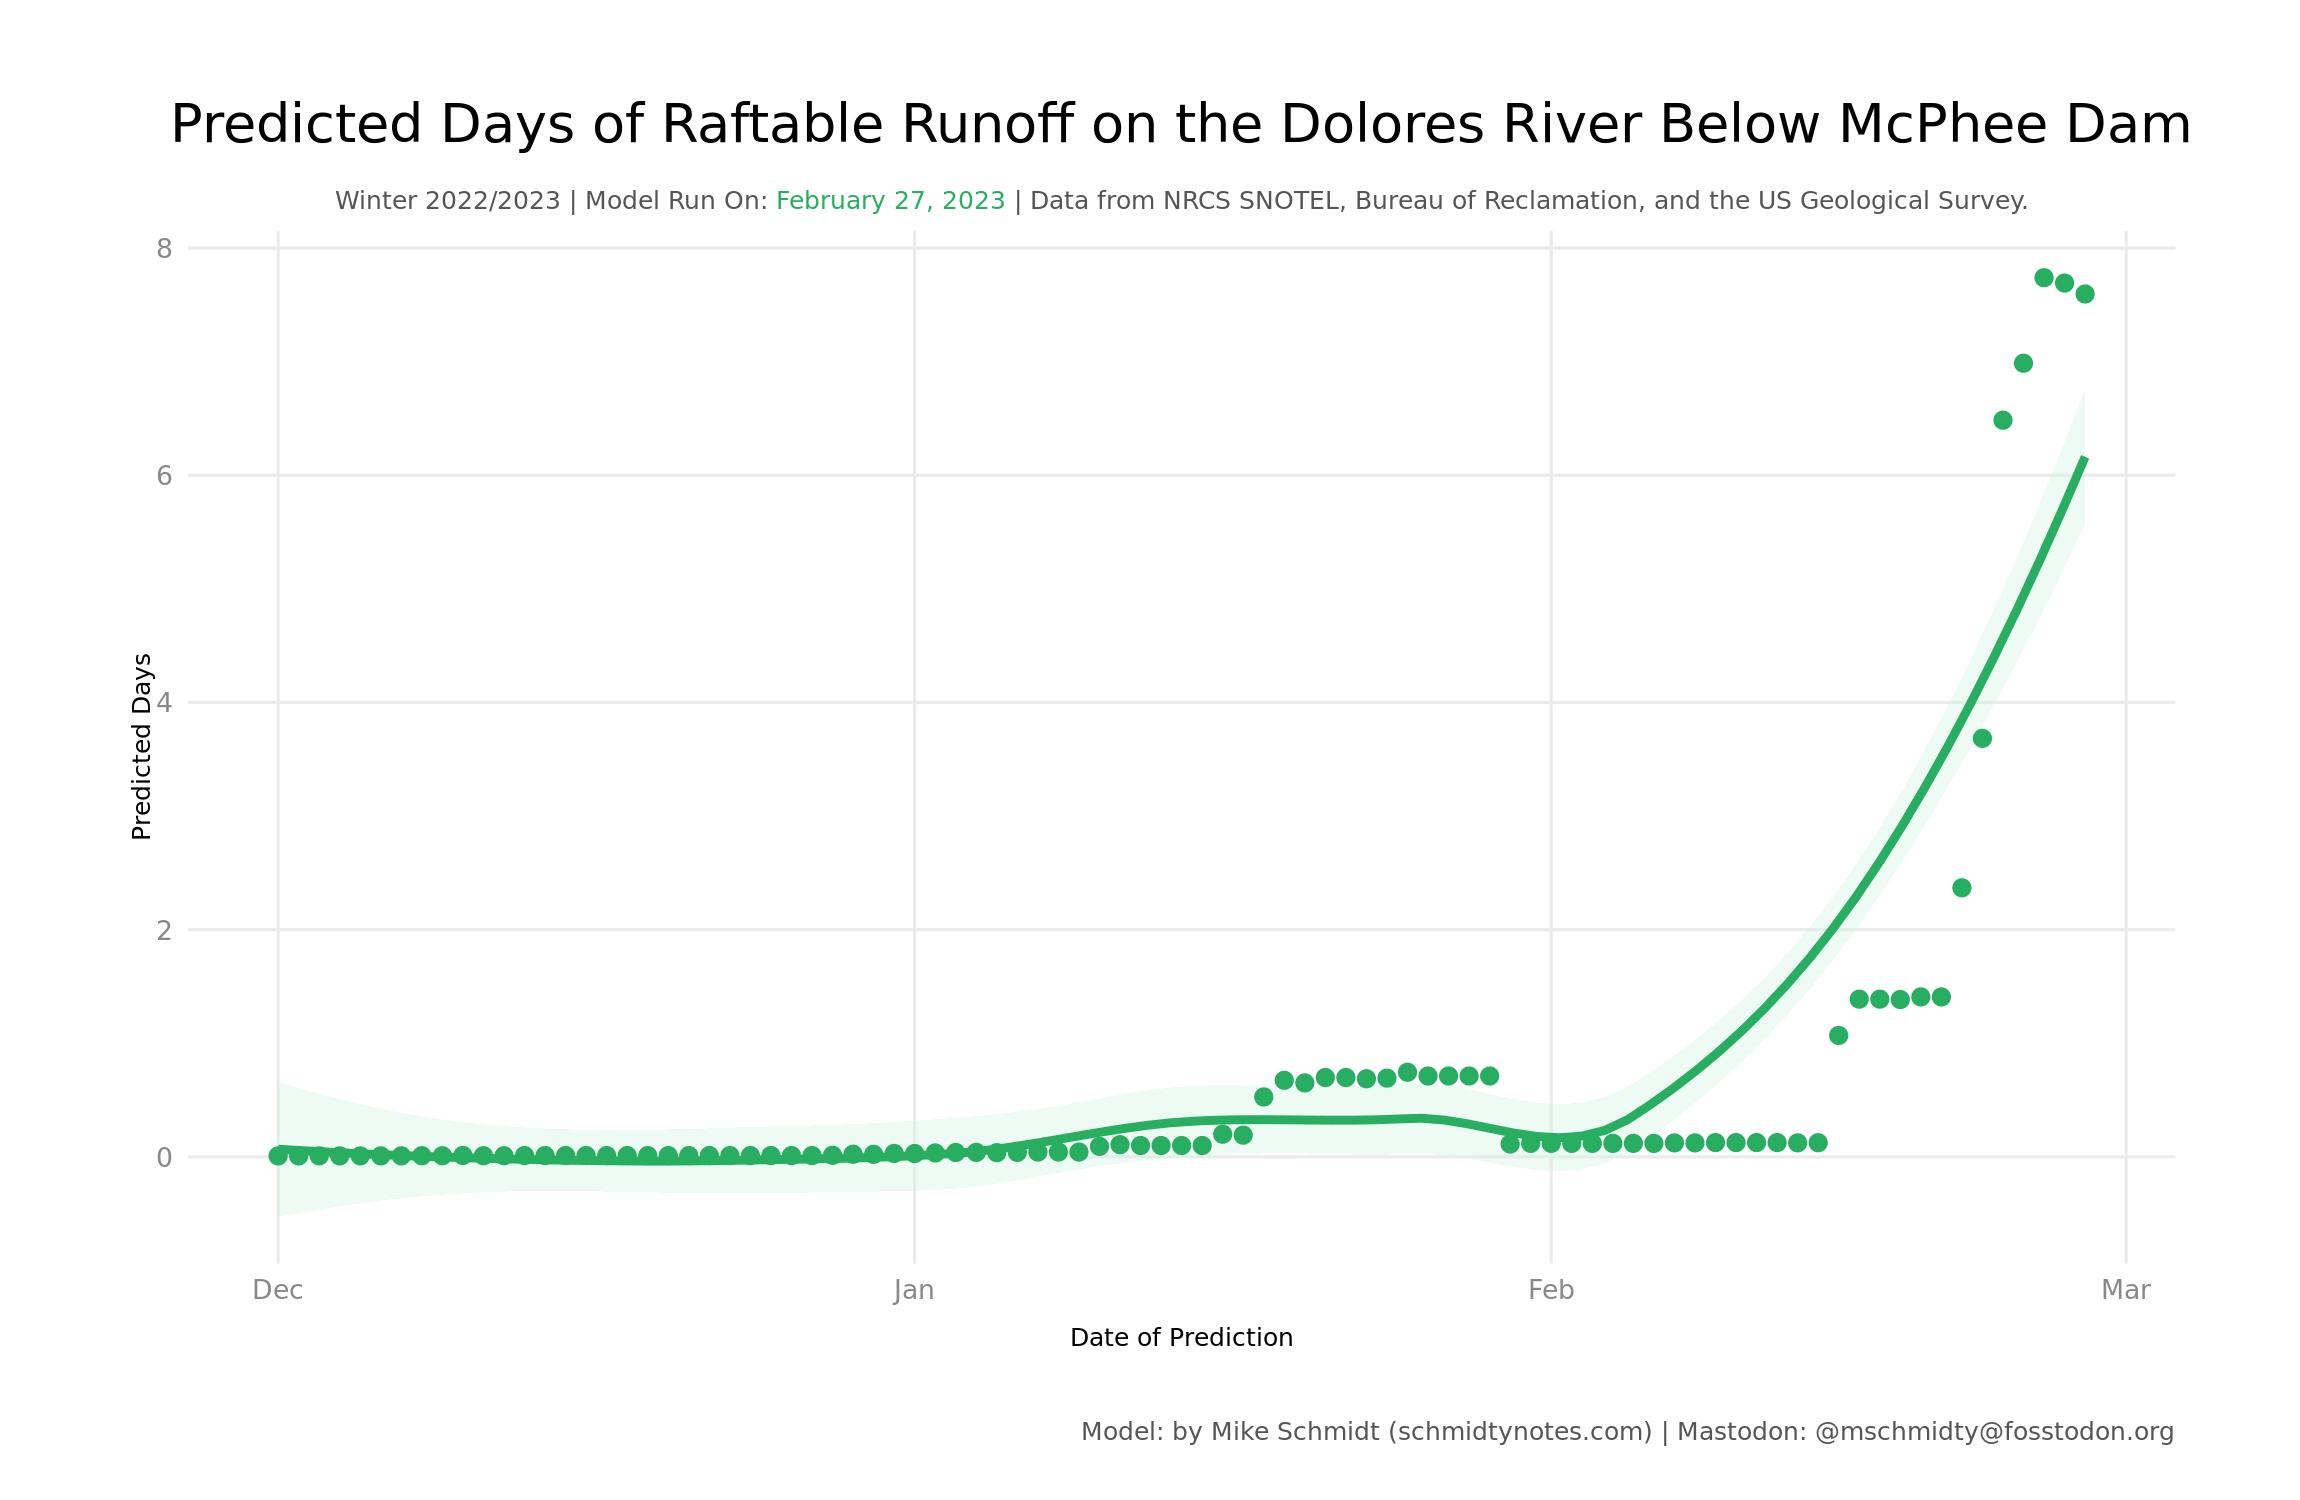 Predicted Days of Raftable Runoff on the Dolores River Below McPhee Dam
Winter 2022/2023 | Model Run On: February 27, 2023 | Data from NRCS SNOTEL, Bureau of Reclamation, and the US Geological Survey.
8
6
4
2
0
Predicted Days
Dec
Jan
Feb
Mar
Date of Prediction
Model: by Mike Schmidt (schmidtynotes.com) | Mastodon: @mschmidty@fosstodon.org